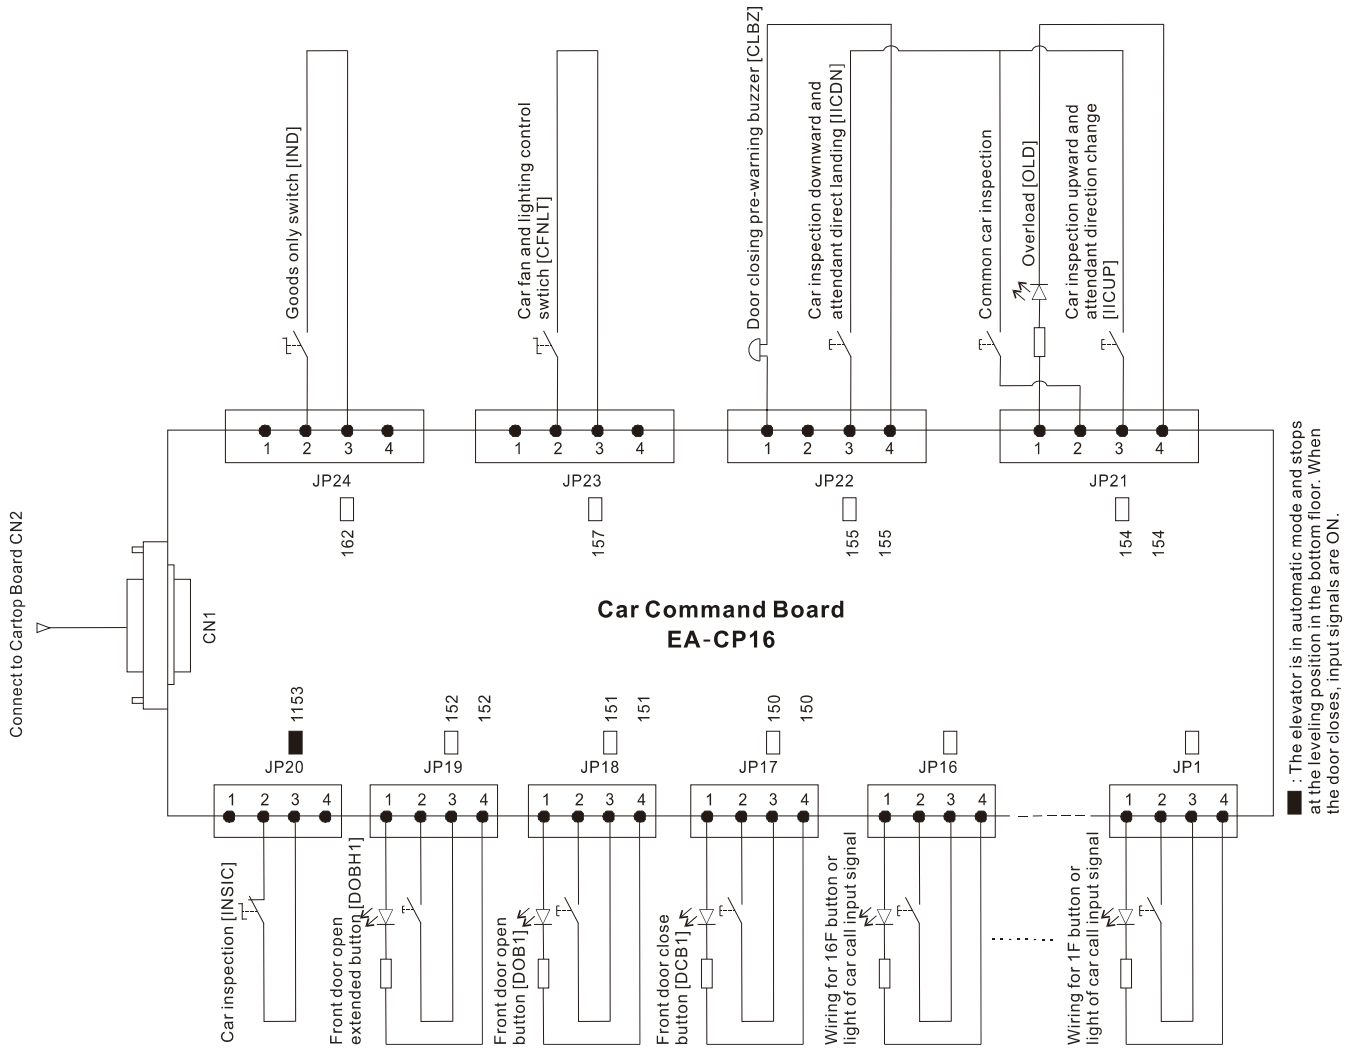 Connect to Cartop Board CN2
CN1
Goods only switch [IND]
Car fan and lighting control
swtich [CFNLT]
Door closing pre-warning buzzer [CLBZ]
Car inspection downward and
attendant direct landing [IICDN]
Common car inspection
Overload [OLD]
Car inspection upward and
attendant direction change
[IICUP]
1 2 3 4
JP24
162
1 2 3 4
JP23
157
1 2 3 4
JP22
155
155
1 2 3 4
JP21
154
154
Car Command Board
EA-CP16
1153
JP20
1 2 3 4
152
152
JP19
1 2 3 4
151
151
JP18
1 2 3 4
150
150
JP17
1 2 3 4
JP16
1 2 3 4
JP1
1 2 3 4
Car inspection [INSIC]
Front door open
extended button [DOBH1]
Front door open
button [DOB1]
Front door close
button [DCB1]
Wiring for 16F button or
light of car call input signal
Wiring for 1F button or
light of car call input signal
: The elevator is in automatic mode and stops
at the leveling position in the bottom floor. When
the door closes, input signals are ON.